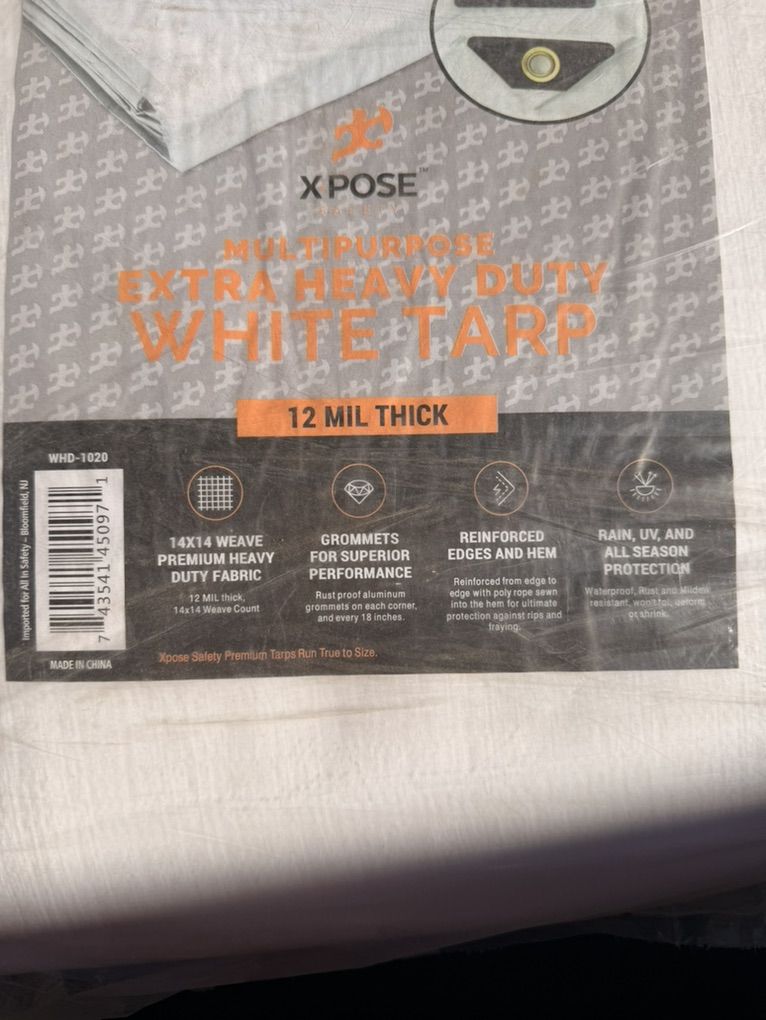 XPOSE™
SAFETY
MULTIPURPOSE
EXTRA HEAVY DUTY
WHITE TARP
12 MIL THICK
WHD-1020
Imported for All In Safety – Bloomfield, NJ
7 43541 45097 1
MADE IN CHINA
14X14 WEAVE
PREMIUM HEAVY
DUTY FABRIC
12 MIL thick,
14x14 Weave Count
GROMMETS
FOR SUPERIOR
PERFORMANCE
Rust proof aluminum
grommets on each corner,
and every 18 inches.
REINFORCED
EDGES AND HEM
Reinforced from edge to
edge with poly rope sewn
into the hem for ultimate
protection against rips and
fraying.
RAIN, UV, AND
ALL SEASON
PROTECTION
Waterproof, Rust and Mildew
resistant, won't rot, deform
or shrink.
Xpose Safety Premium Tarps Run True to Size.